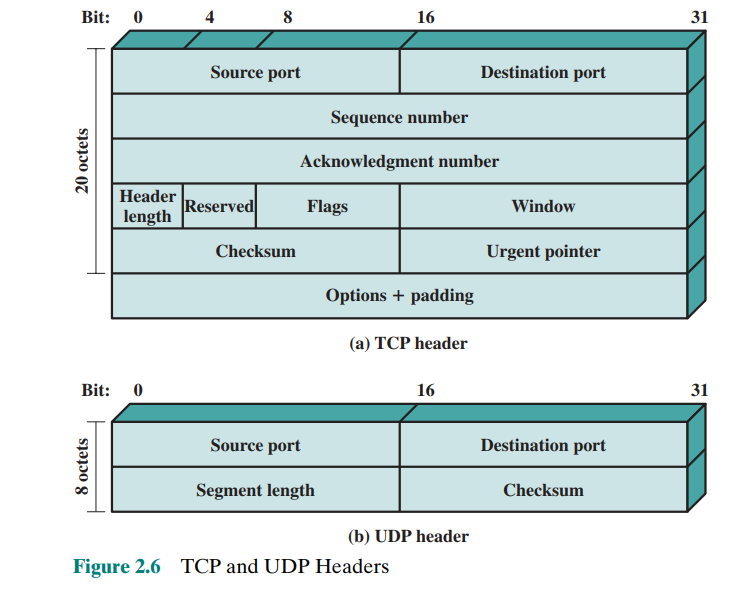 Bit: 0 4 8 16 31
Source port Destination port
Sequence number
Acknowledgment number
Header length Reserved Flags Window
Checksum Urgent pointer
Options + padding
20 octets
(a) TCP header
Bit: 0 16 31
Source port Destination port
Segment length Checksum
8 octets
(b) UDP header
Figure 2.6 TCP and UDP Headers